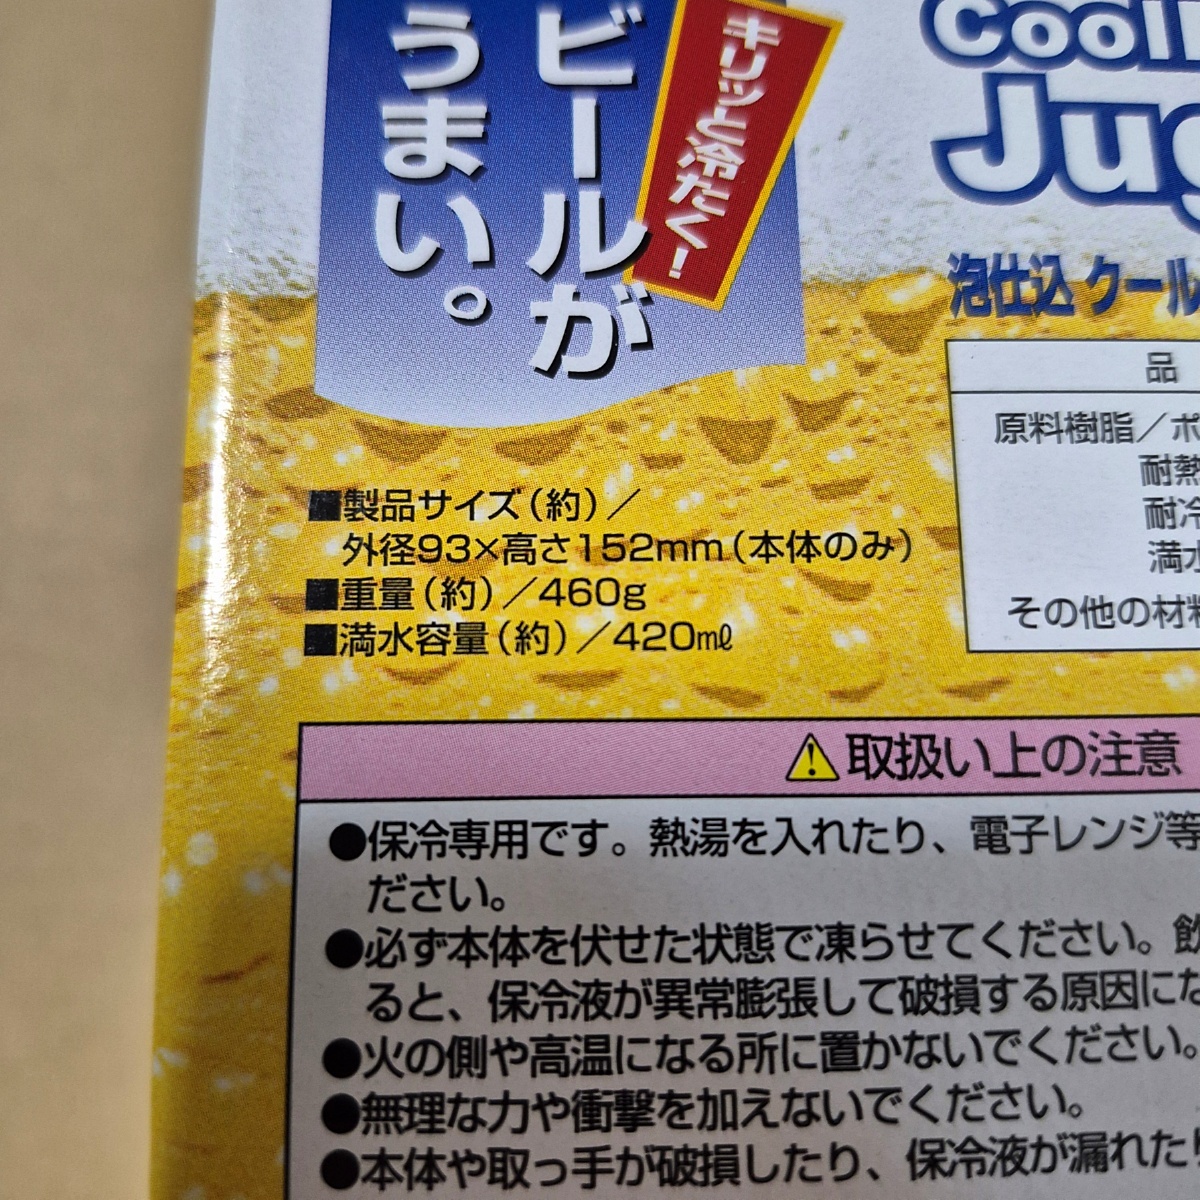 ビールが
うまい。
キリッと冷たく!
Cool
Jug
泡仕込 クール
品
原料樹脂/ポ
耐熱
耐冷
満水
その他の材料
■製品サイズ(約)/
外径93×高さ152mm(本体のみ)
■重量(約)/460g
■満水容量(約)/420mℓ
⚠取扱い上の注意
●保冷専用です。熱湯を入れたり、電子レンジ等
ださい。
●必ず本体を伏せた状態で凍らせてください。飲
ると、保冷液が異常膨張して破損する原因にな
●火の側や高温になる所に置かないでください。
●無理な力や衝撃を加えないでください。
●本体や取っ手が破損したり、保冷液が漏れたり